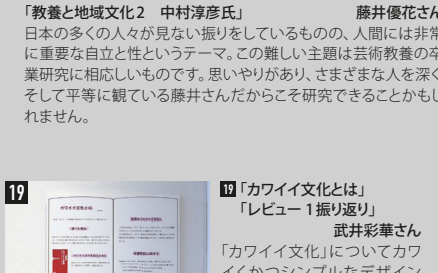 「教養と地域文化2　中村淳彦氏」　藤井優花さん
日本の多くの人々が見ない振りをしているものの、人間には非常
に重要な自立と性というテーマ。この難しい主題は芸術教養の卒
業研究に相応しいものです。思いやりがあり、さまざまな人を深く
そして平等に観ている藤井さんだからこそ研究できることかもし
れません。
19
カワイイ文化とは、
19「カワイイ文化とは」
「レビュー1振り返り」
武井彩華さん
「カワイイ文化」についてカワ
イくかつシンプルなデザイン